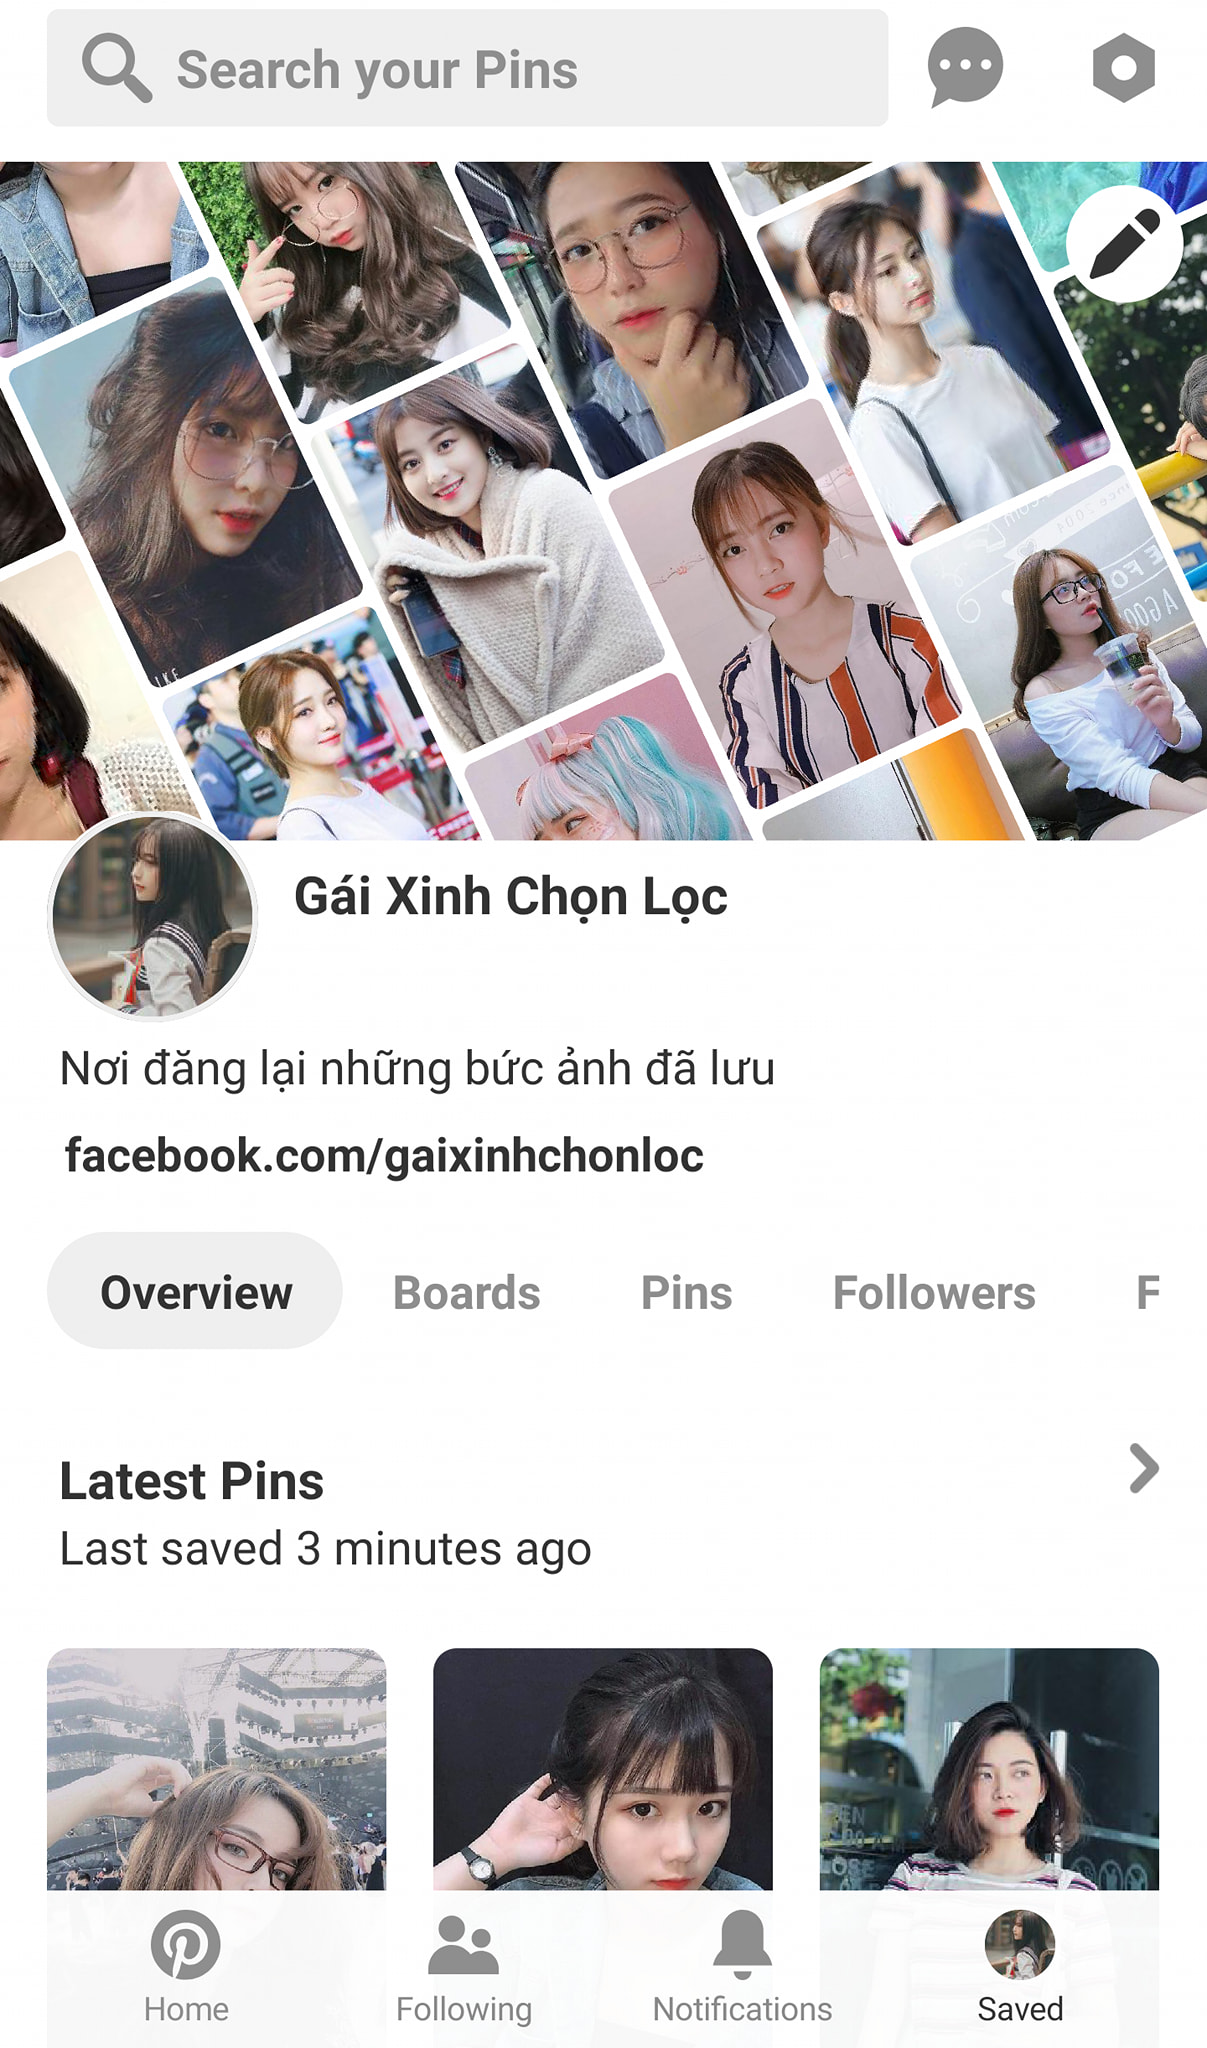 Search your Pins
Gái Xinh Chọn Lọc
Nơi đăng lại những bức ảnh đã lưu
facebook.com/gaixinhchonloc
Overview Boards Pins Followers F
Latest Pins
Last saved 3 minutes ago
Home Following Notifications Saved